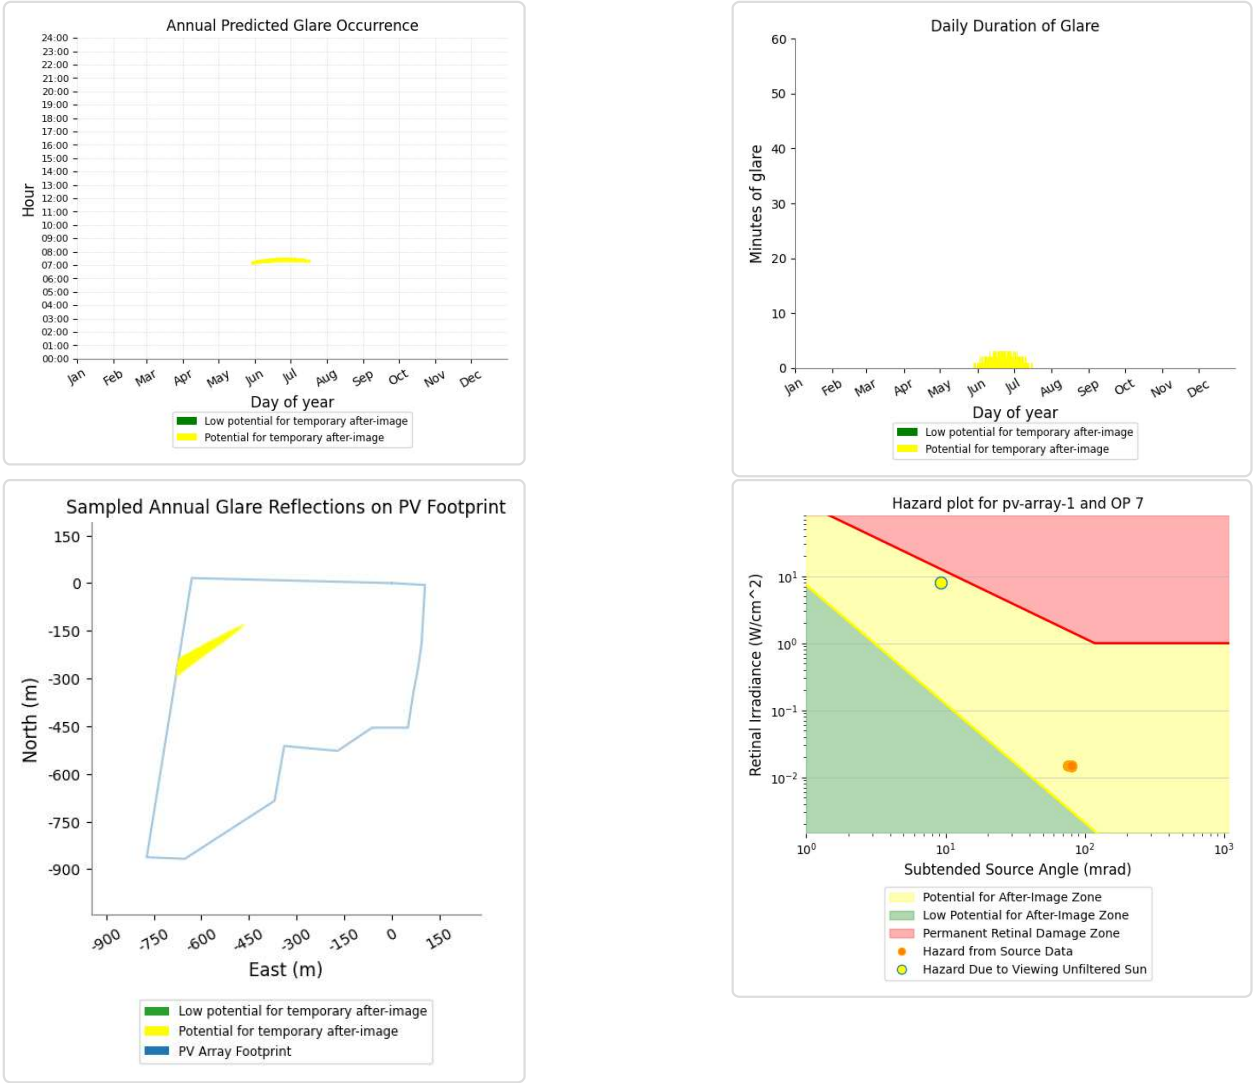 Annual Predicted Glare Occurrence
24:00
23:00
22:00
21:00
20:00
19:00
18:00
17:00
16:00
15:00
14:00
13:00
12:00
11:00
10:00
09:00
08:00
07:00
06:00
05:00
04:00
03:00
02:00
01:00
00:00
Hour
Jan Feb Mar Apr May Jun Jul Aug Sep Oct Nov Dec
Day of year
Low potential for temporary after-image
Potential for temporary after-image
Daily Duration of Glare
60
50
40
30
20
10
0
Minutes of glare
Jan Feb Mar Apr May Jun Jul Aug Sep Oct Nov Dec
Day of year
Low potential for temporary after-image
Potential for temporary after-image
Sampled Annual Glare Reflections on PV Footprint
150
0
-150
-300
-450
-600
-750
-900
North (m)
-900 -750 -600 -450 -300 -150 0 150
East (m)
Low potential for temporary after-image
Potential for temporary after-image
PV Array Footprint
Hazard plot for pv-array-1 and OP 7
10^1
10^0
10^-1
10^-2
Retinal Irradiance (W/cm^2)
10^0 10^1 10^2 10^3
Subtended Source Angle (mrad)
Potential for After-Image Zone
Low Potential for After-Image Zone
Permanent Retinal Damage Zone
Hazard from Source Data
Hazard Due to Viewing Unfiltered Sun